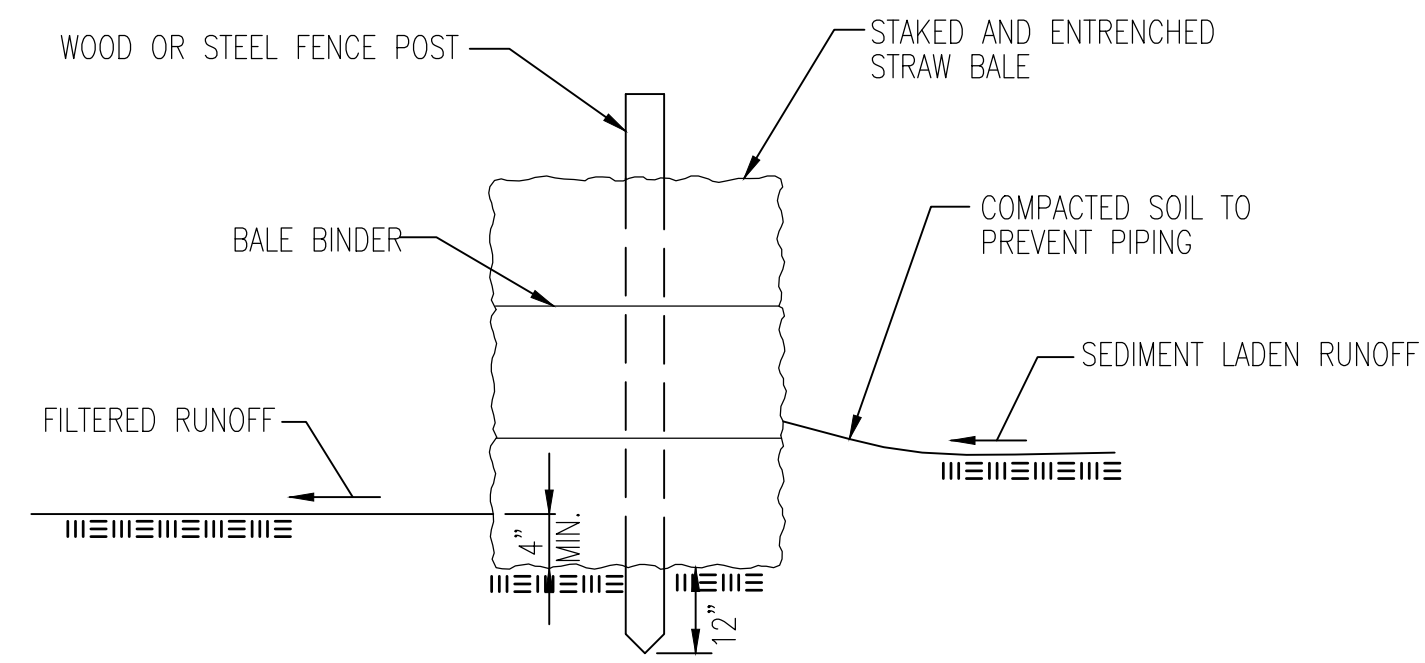 WOOD OR STEEL FENCE POST
STAKED AND ENTRENCHED
STRAW BALE
BALE BINDER
COMPACTED SOIL TO
PREVENT PIPING
SEDIMENT LADEN RUNOFF
FILTERED RUNOFF
4"
MIN.
12"